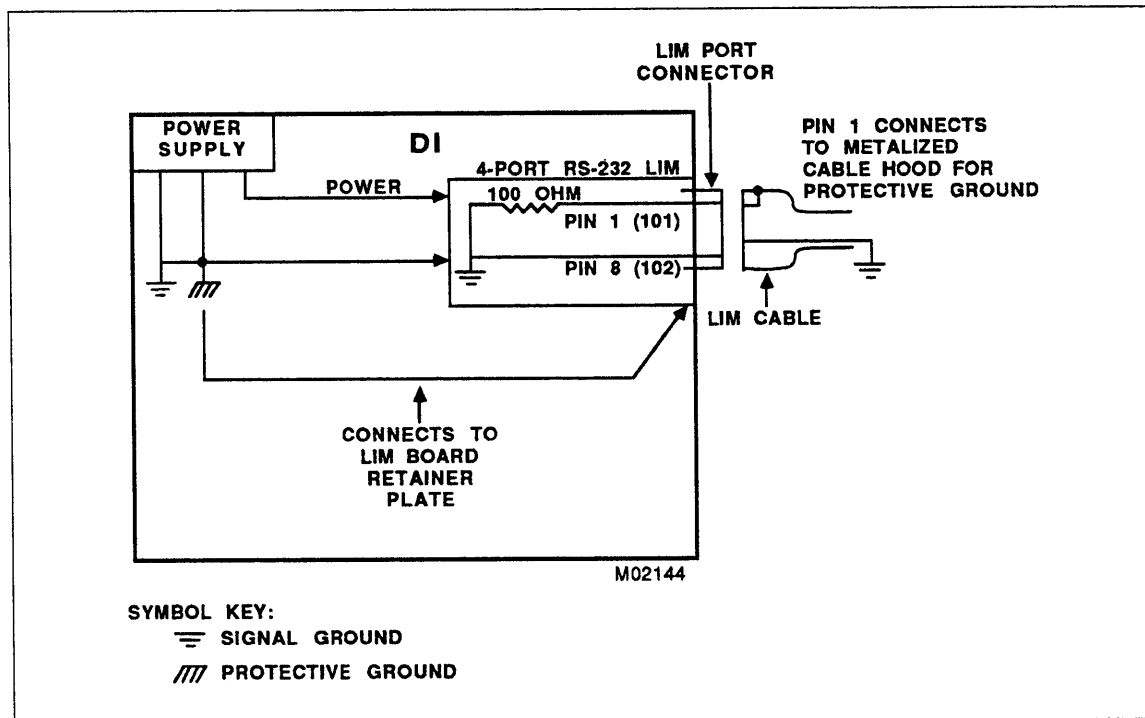 LIM PORT
CONNECTOR
POWER
SUPPLY
DI
PIN 1 CONNECTS
TO METALIZED
CABLE HOOD FOR
PROTECTIVE GROUND
4-PORT RS-232 LIM
POWER
100 OHM
PIN 1 (101)
PIN 8 (102)
LIM CABLE
CONNECTS TO
LIM BOARD
RETAINER
PLATE
M02144
SYMBOL KEY:
SIGNAL GROUND
PROTECTIVE GROUND